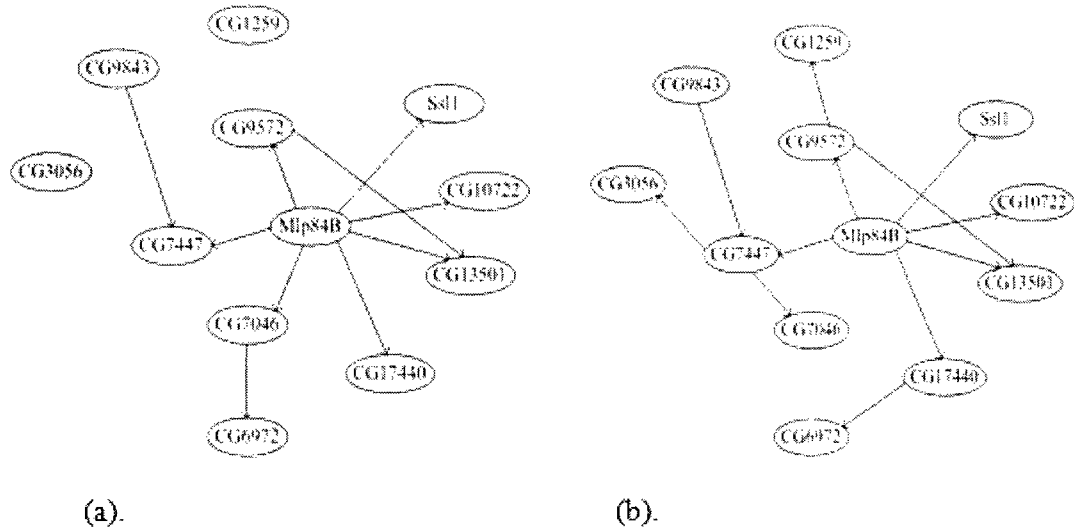 CG1259
CG9843
Ssl1
CG9572
CG3056
CG10722
Mlp84B
CG7447
CG13501
CG7046
CG17440
CG6972
(a).
CG1259
CG9843
Ssl1
CG9572
CG3056
CG10722
Mlp84B
CG7447
CG13501
CG7046
CG17440
CG6972
(b).